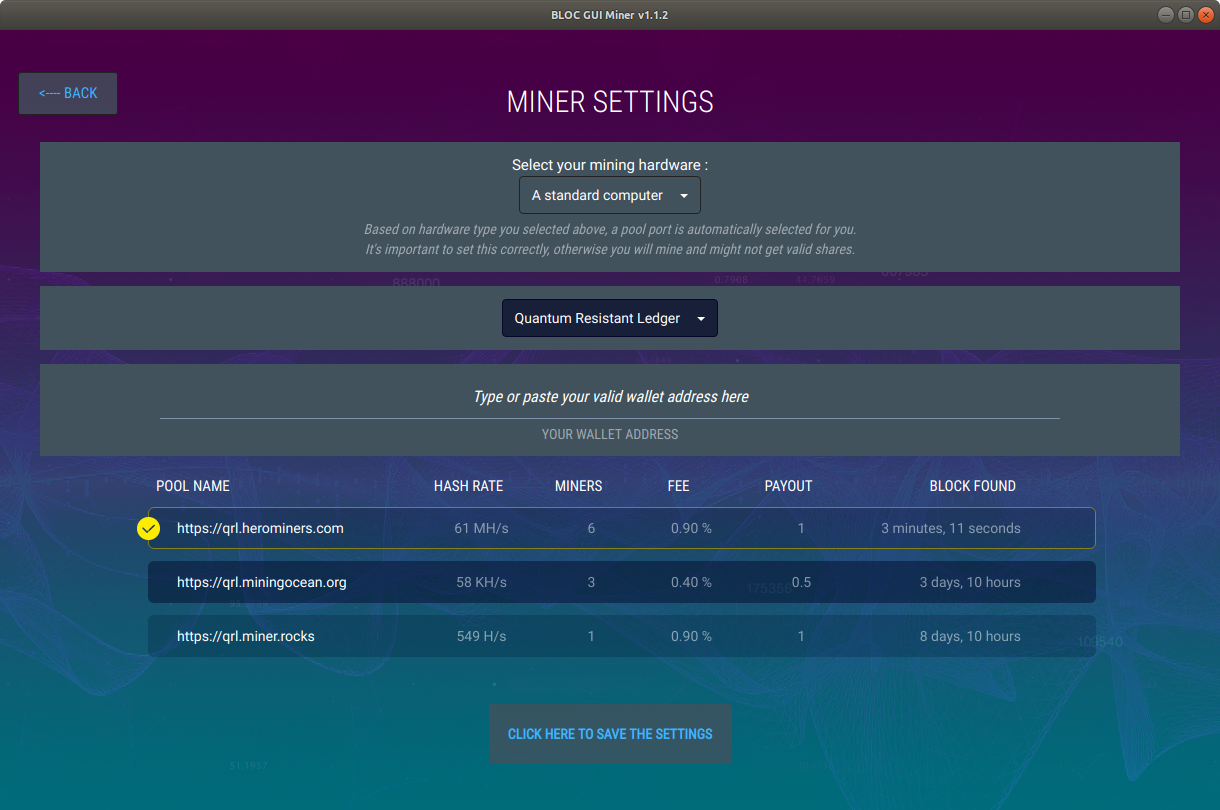 BLOC GUI Miner v1.1.2
<---- BACK
MINER SETTINGS
Select your mining hardware :
A standard computer
Based on hardware type you selected above, a pool port is automatically selected for you.
It's important to set this correctly, otherwise you will mine and might not get valid shares.
888000
0.7908
44.7659
Quantum Resistant Ledger
Type or paste your valid wallet address here
YOUR WALLET ADDRESS
POOL NAME HASH RATE MINERS FEE PAYOUT BLOCK FOUND
https://qrl.herominers.com 61 MH/s 6 0.90 % 1 3 minutes, 11 seconds
https://qrl.miningocean.org 58 KH/s 3 0.40 % 0.5 3 days, 10 hours
https://qrl.miner.rocks 549 H/s 1 0.90 % 1 8 days, 10 hours
CLICK HERE TO SAVE THE SETTINGS